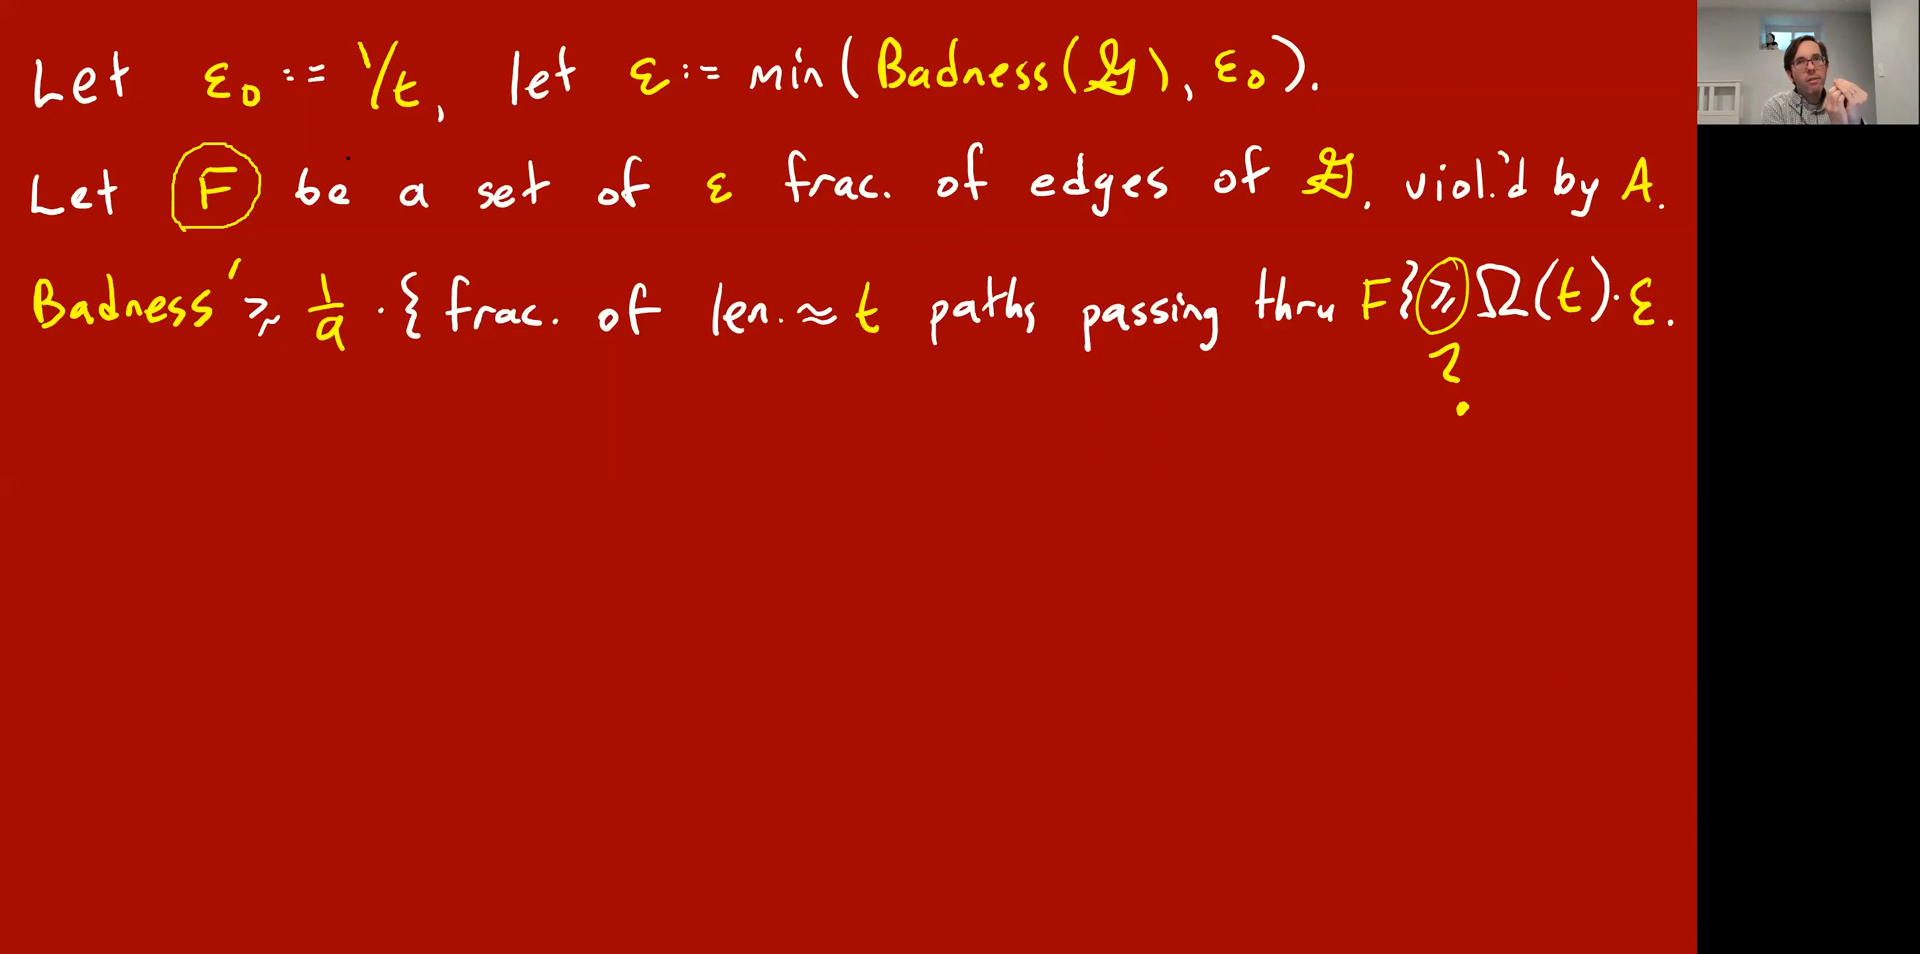 Let ε₀ := 1/t, let ε := min(Badness(𝒢), ε₀).
Let F be a set of ε frac. of edges of 𝒢, viol.'d by A.
Badness′ ≳ 1/a · { frac. of len. ≈ t paths passing thru F} ≥ Ω(t)·ε.
?